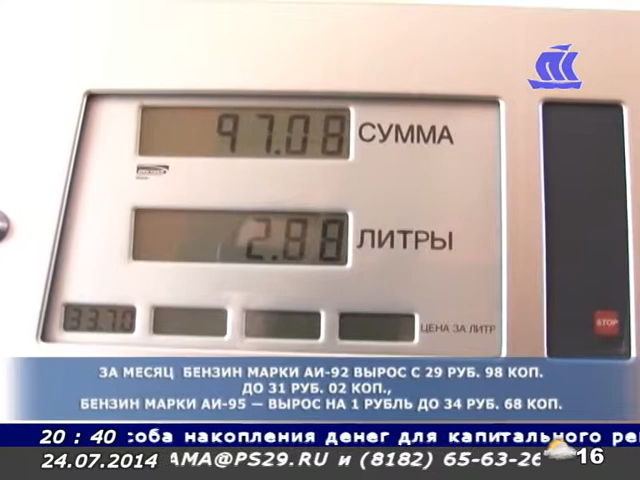 97.08 СУММА
2.88 ЛИТРЫ
33.70 ЦЕНА ЗА ЛИТР
STOP
ЗА МЕСЯЦ БЕНЗИН МАРКИ АИ-92 ВЫРОС С 29 РУБ. 98 КОП.
ДО 31 РУБ. 02 КОП.,
БЕНЗИН МАРКИ АИ-95 — ВЫРОС НА 1 РУБЛЬ ДО 34 РУБ. 68 КОП.
20 : 40 соба накопления денег для капитального ре
24.07.2014 AMA@PS29.RU и (8182) 65-63-26 16